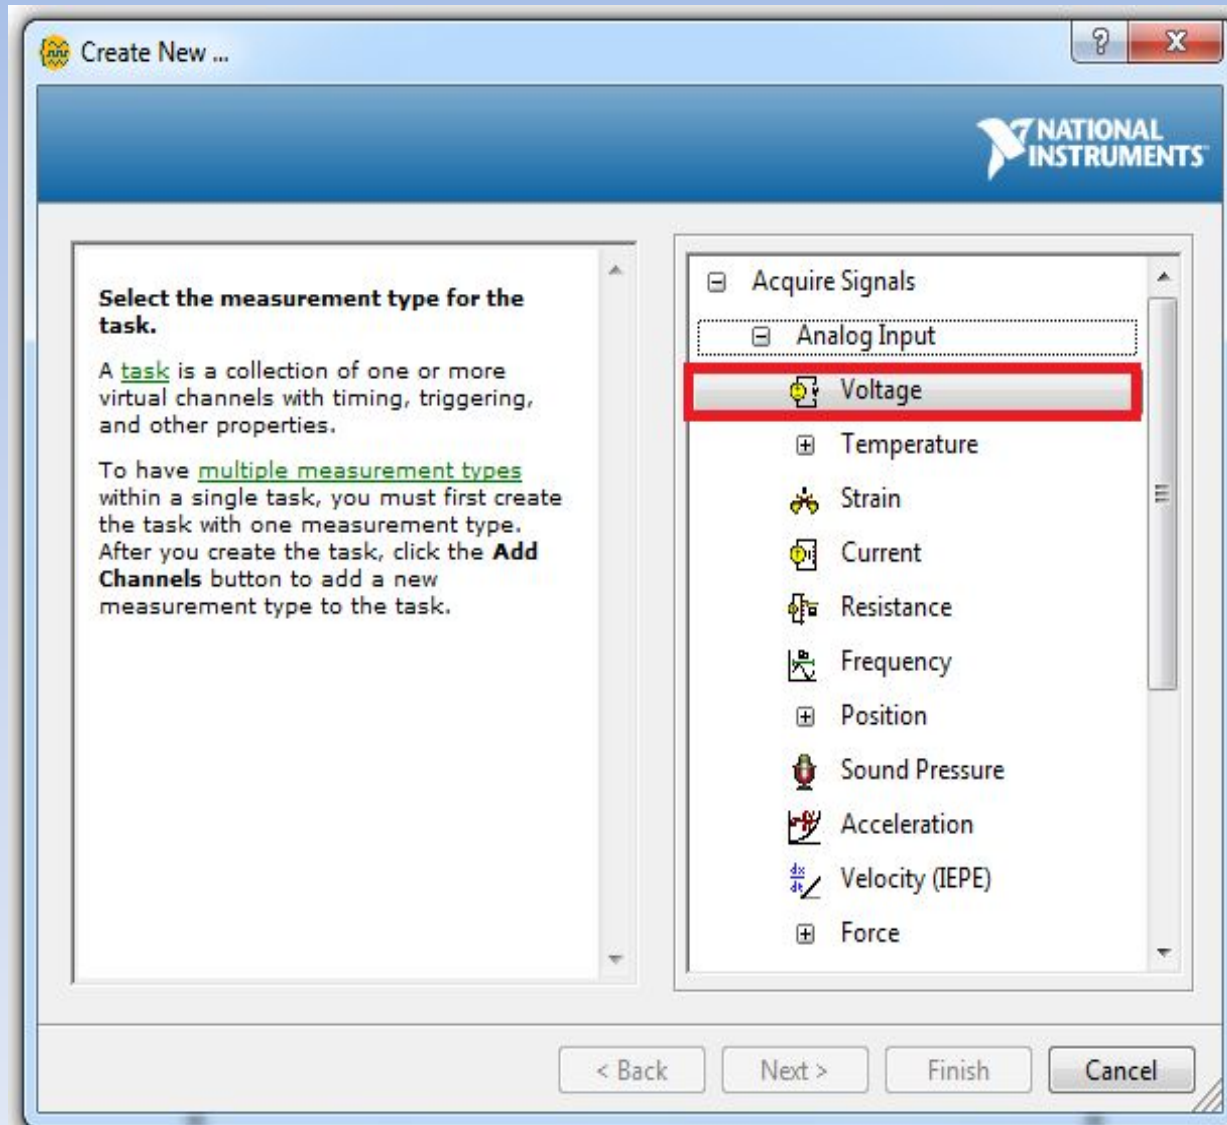 Create New ...
NATIONAL
INSTRUMENTS
Select the measurement type for the
task.
A task is a collection of one or more
virtual channels with timing, triggering,
and other properties.
To have multiple measurement types
within a single task, you must first create
the task with one measurement type.
After you create the task, click the Add
Channels button to add a new
measurement type to the task.
Acquire Signals
Analog Input
Voltage
Temperature
Strain
Current
Resistance
Frequency
Position
Sound Pressure
Acceleration
Velocity (IEPE)
Force
< Back
Next >
Finish
Cancel